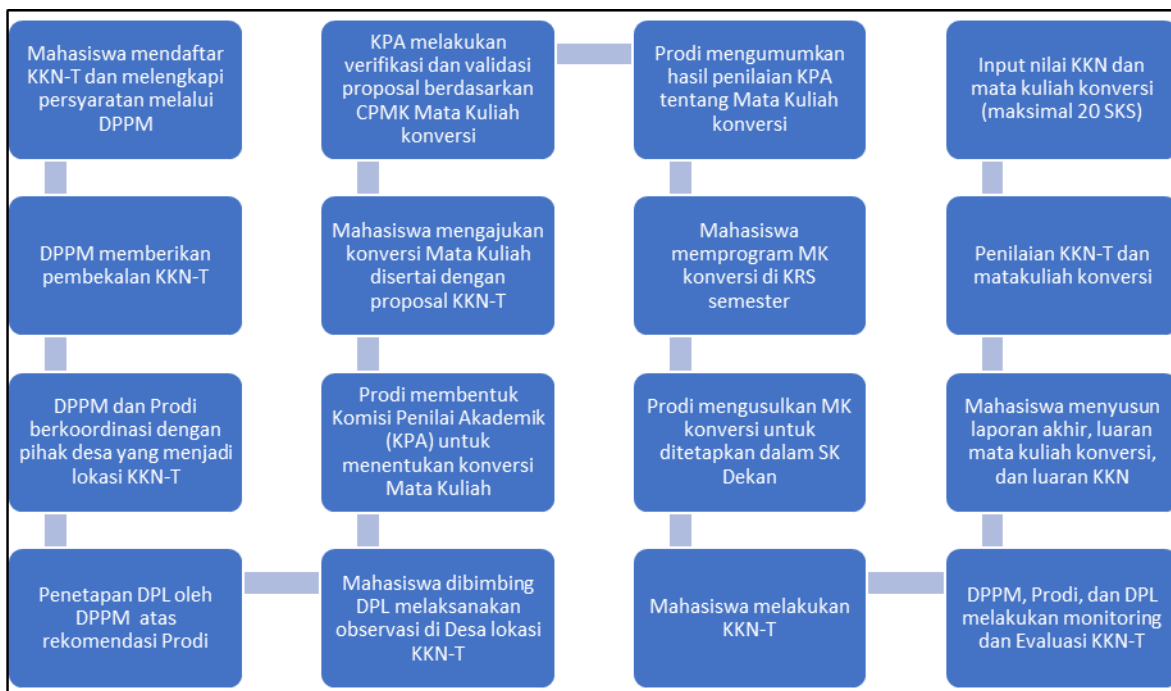 Mahasiswa mendaftar
KKN-T dan melengkapi
persyaratan melalui
DPPM
DPPM memberikan
pembekalan KKN-T
DPPM dan Prodi
berkoordinasi dengan
pihak desa yang menjadi
lokasi KKN-T
Penetapan DPL oleh
DPPM atas
rekomendasi Prodi
Mahasiswa dibimbing
DPL melaksanakan
observasi di Desa lokasi
KKN-T
Prodi membentuk
Komisi Penilai Akademik
(KPA) untuk
menentukan konversi
Mata Kuliah
Mahasiswa mengajukan
konversi Mata Kuliah
disertai dengan
proposal KKN-T
KPA melakukan
verifikasi dan validasi
proposal berdasarkan
CPMK Mata Kuliah
konversi
Prodi mengumumkan
hasil penilaian KPA
tentang Mata Kuliah
konversi
Mahasiswa
memprogram MK
konversi di KRS
semester
Prodi mengusulkan MK
konversi untuk
ditetapkan dalam SK
Dekan
Mahasiswa melakukan
KKN-T
DPPM, Prodi, dan DPL
melakukan monitoring
dan Evaluasi KKN-T
Mahasiswa menyusun
laporan akhir, luaran
mata kuliah konversi,
dan luaran KKN
Penilaian KKN-T dan
matakuliah konversi
Input nilai KKN dan
mata kuliah konversi
(maksimal 20 SKS)